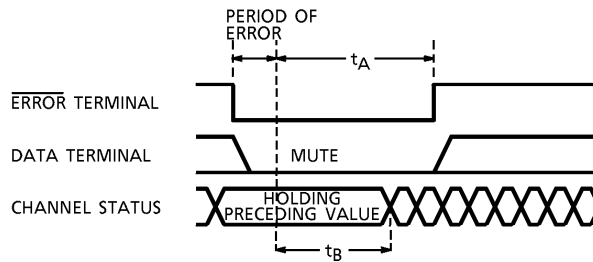 PERIOD OF
ERROR
tA
ERROR TERMINAL
DATA TERMINAL
MUTE
CHANNEL STATUS
HOLDING
PRECEDING VALUE
tB